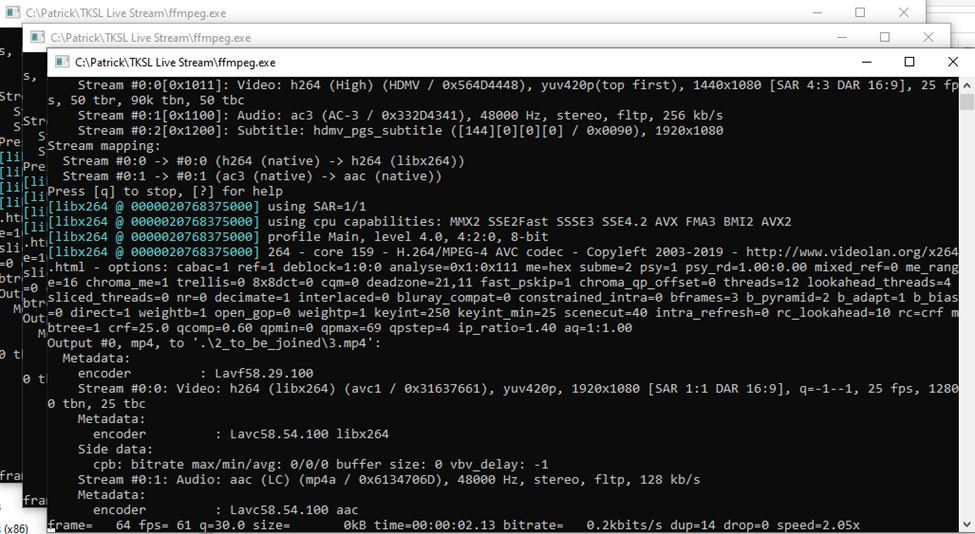 C:\Patrick\TKSL Live Stream\ffmpeg.exe
C:\Patrick\TKSL Live Stream\ffmpeg.exe
C:\Patrick\TKSL Live Stream\ffmpeg.exe
Stream #0:0[0x1011]: Video: h264 (High) (HDMV / 0x564D4448), yuv420p(top first), 1440x1080 [SAR 4:3 DAR 16:9], 25 fp
s, 50 tbr, 90k tbn, 50 tbc
Stream #0:1[0x1100]: Audio: ac3 (AC-3 / 0x332D4341), 48000 Hz, stereo, fltp, 256 kb/s
Stream #0:2[0x1200]: Subtitle: hdmv_pgs_subtitle ([144][0][0][0] / 0x0090), 1920x1080
Stream mapping:
Stream #0:0 -> #0:0 (h264 (native) -> h264 (libx264))
Stream #0:1 -> #0:1 (ac3 (native) -> aac (native))
Press [q] to stop, [?] for help
[libx264 @ 0000020768375000] using SAR=1/1
[libx264 @ 0000020768375000] using cpu capabilities: MMX2 SSE2Fast SSSE3 SSE4.2 AVX FMA3 BMI2 AVX2
[libx264 @ 0000020768375000] profile Main, level 4.0, 4:2:0, 8-bit
[libx264 @ 0000020768375000] 264 - core 159 - H.264/MPEG-4 AVC codec - Copyleft 2003-2019 - http://www.videolan.org/x264
.html - options: cabac=1 ref=1 deblock=1:0:0 analyse=0x1:0x111 me=hex subme=2 psy=1 psy_rd=1.00:0.00 mixed_ref=0 me_rang
e=16 chroma_me=1 trellis=0 8x8dct=0 cqm=0 deadzone=21,11 fast_pskip=1 chroma_qp_offset=0 threads=12 lookahead_threads=4
sliced_threads=0 nr=0 decimate=1 interlaced=0 bluray_compat=0 constrained_intra=0 bframes=3 b_pyramid=2 b_adapt=1 b_bias
=0 direct=1 weightb=1 open_gop=0 weightp=1 keyint=250 keyint_min=25 scenecut=40 intra_refresh=0 rc_lookahead=10 rc=crf m
btree=1 crf=25.0 qcomp=0.60 qpmin=0 qpmax=69 qpstep=4 ip_ratio=1.40 aq=1:1.00
Output #0, mp4, to '.\2_to_be_joined\3.mp4':
Metadata:
encoder : Lavf58.29.100
Stream #0:0: Video: h264 (libx264) (avc1 / 0x31637661), yuv420p, 1920x1080 [SAR 1:1 DAR 16:9], q=-1--1, 25 fps, 1280
0 tbn, 25 tbc
Metadata:
encoder : Lavc58.54.100 libx264
Side data:
cpb: bitrate max/min/avg: 0/0/0 buffer size: 0 vbv_delay: -1
Stream #0:1: Audio: aac (LC) (mp4a / 0x6134706D), 48000 Hz, stereo, fltp, 128 kb/s
Metadata:
encoder : Lavc58.54.100 aac
frame= 64 fps= 61 q=30.0 size= 0kB time=00:00:02.13 bitrate= 0.2kbits/s dup=14 drop=0 speed=2.05x
(x86)